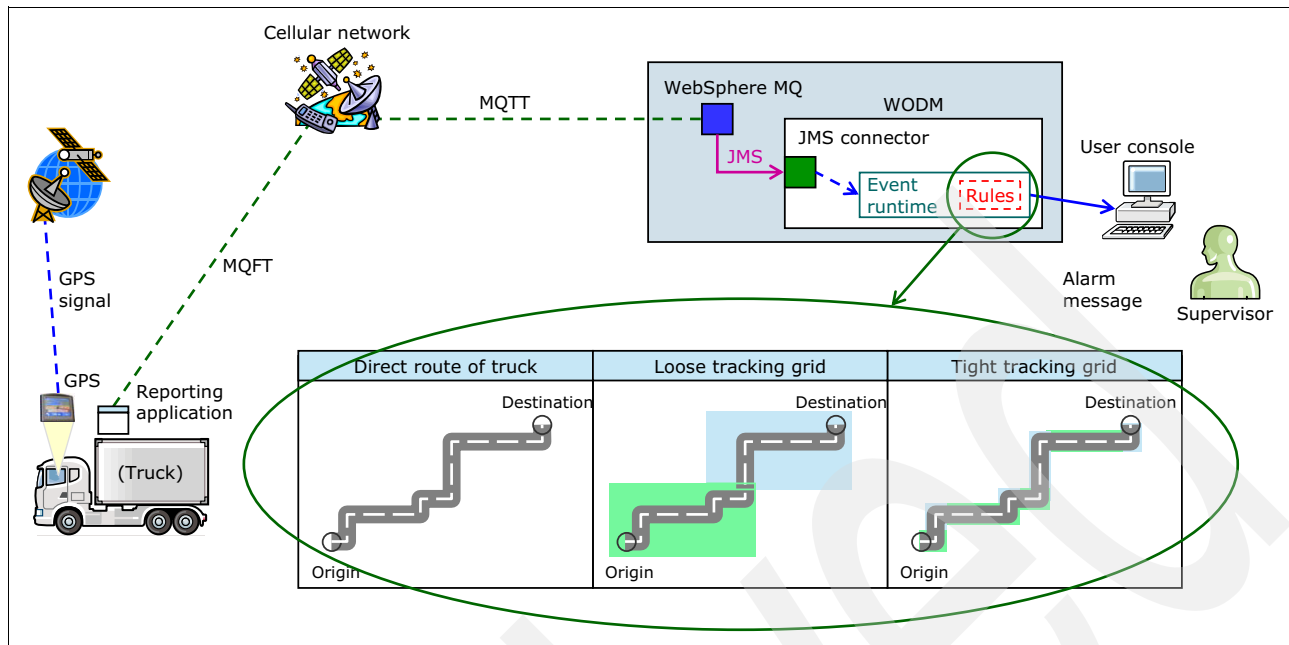 Cellular network
MQTT
WebSphere MQ
WODM
JMS connector
JMS
Event
runtime
Rules
User console
GPS
signal
MQFT
Alarm
message
Supervisor
GPS
Reporting
application
(Truck)
Direct route of truck
Loose tracking grid
Tight tracking grid
Destination
Destination
Destination
Origin
Origin
Origin